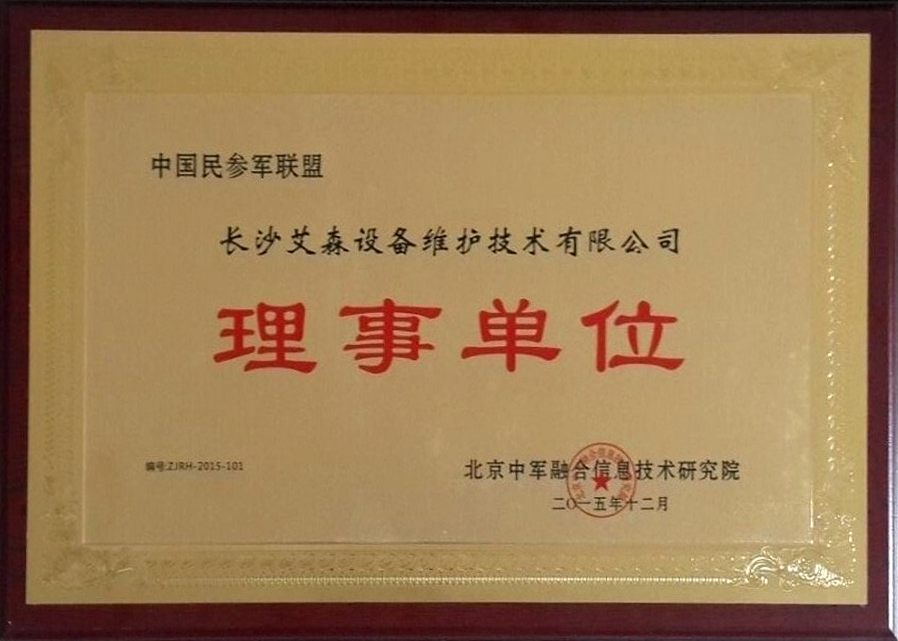 中国民参军联盟
长沙艾森设备维护技术有限公司
理事单位
编号:ZJRH-2015-101
北京中军融合信息技术研究院
二〇一五年十二月